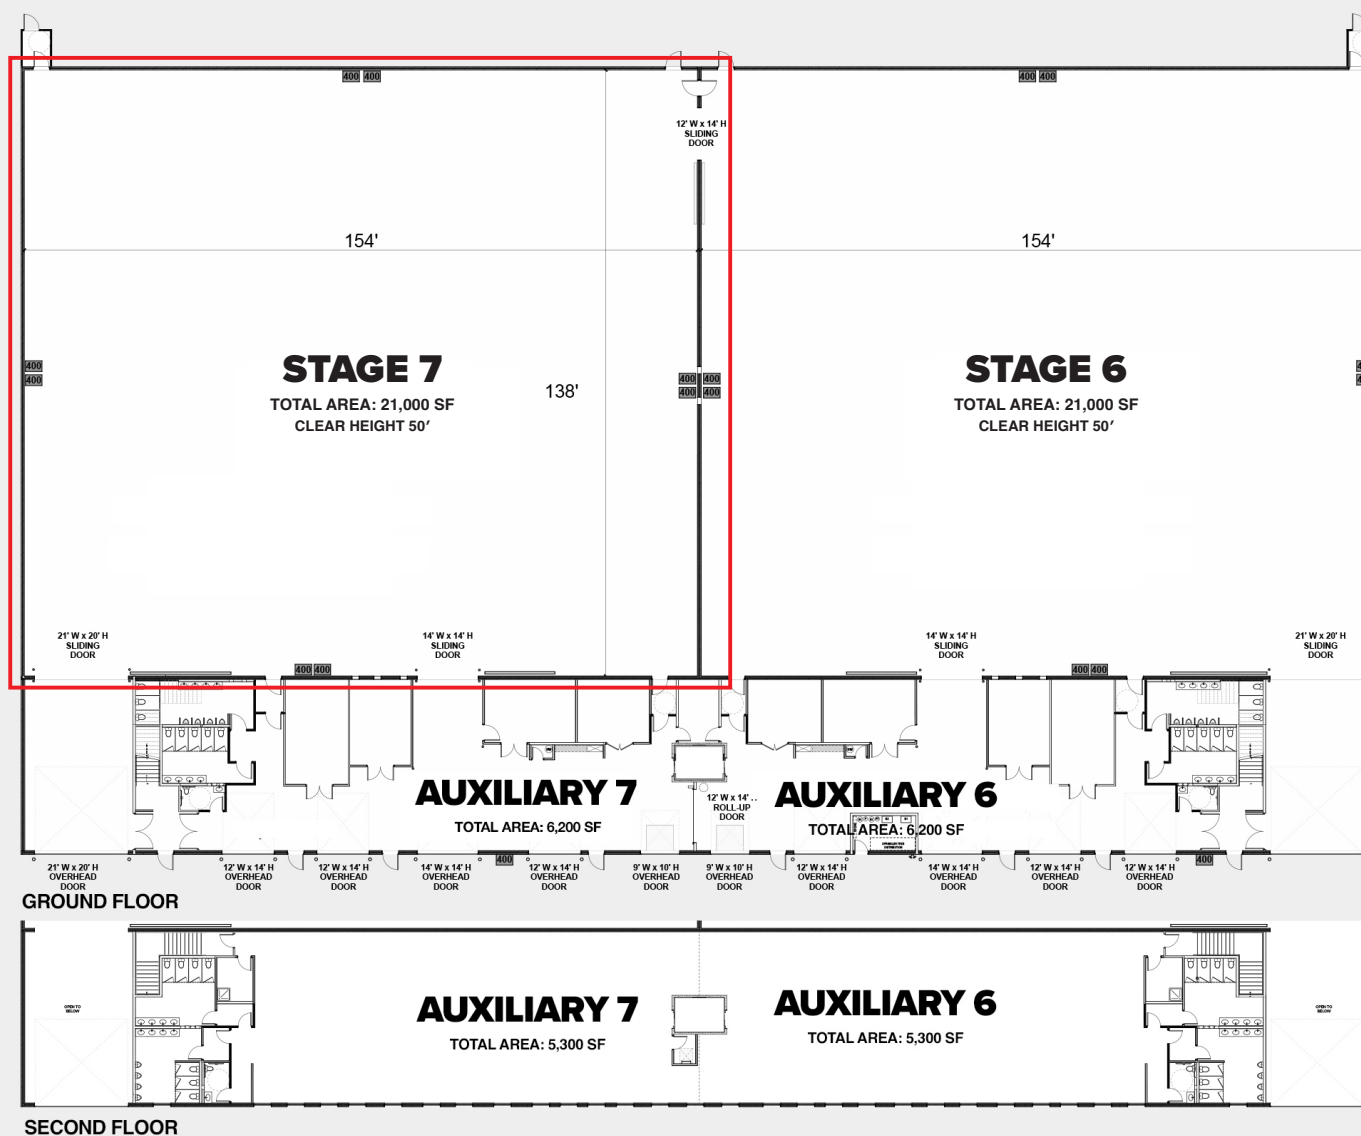 400 400
400 400
12' W x 14' H
SLIDING
DOOR
154'
154'
STAGE 7
TOTAL AREA: 21,000 SF
CLEAR HEIGHT 50′
138'
400
400
400 400
400 400
STAGE 6
TOTAL AREA: 21,000 SF
CLEAR HEIGHT 50′
21' W x 20' H
SLIDING
DOOR
14' W x 14' H
SLIDING
DOOR
14' W x 14' H
SLIDING
DOOR
21' W x 20' H
SLIDING
DOOR
400 400
400 400
AUXILIARY 7
TOTAL AREA: 6,200 SF
12' W x 14' ..
ROLL-UP
DOOR
AUXILIARY 6
TOTAL AREA: 6,200 SF
400
400
21' W x 20' H
OVERHEAD
DOOR
12' W x 14' H
OVERHEAD
DOOR
12' W x 14' H
OVERHEAD
DOOR
14' W x 14' H
OVERHEAD
DOOR
12' W x 14' H
OVERHEAD
DOOR
9' W x 10' H
OVERHEAD
DOOR
9' W x 10' H
OVERHEAD
DOOR
12' W x 14' H
OVERHEAD
DOOR
14' W x 14' H
OVERHEAD
DOOR
12' W x 14' H
OVERHEAD
DOOR
12' W x 14' H
OVERHEAD
DOOR
GROUND FLOOR
OPEN TO
BELOW
AUXILIARY 7
TOTAL AREA: 5,300 SF
AUXILIARY 6
TOTAL AREA: 5,300 SF
OPEN TO
BELOW
SECOND FLOOR